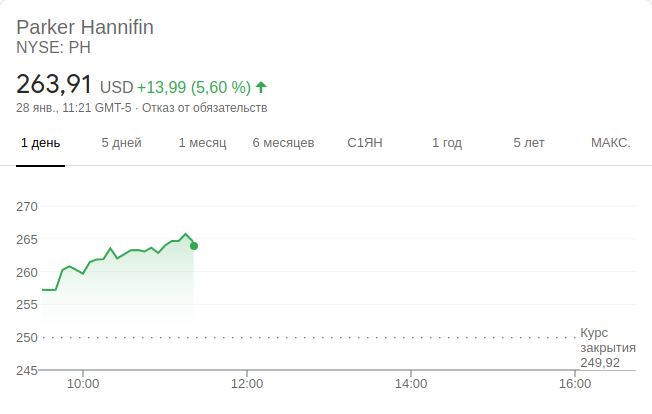 Parker Hannifin
NYSE: PH
263,91 USD +13,99 (5,60 %)
28 янв., 11:21 GMT-5 · Отказ от обязательств
1 день 5 дней 1 месяц 6 месяцев С1ЯН 1 год 5 лет МАКС.
270
265
260
255
250
Курс
закрытия
249,92
245
10:00 12:00 14:00 16:00